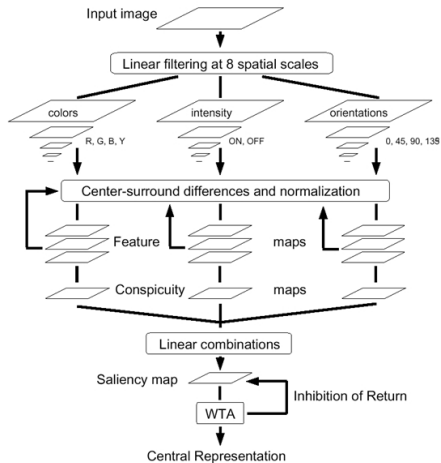 Input image
Linear filtering at 8 spatial scales
colors
intensity
orientations
R, G, B, Y
ON, OFF
0, 45, 90, 135
Center-surround differences and normalization
Feature maps
Conspicuity maps
Linear combinations
Saliency map
Inhibition of Return
WTA
Central Representation